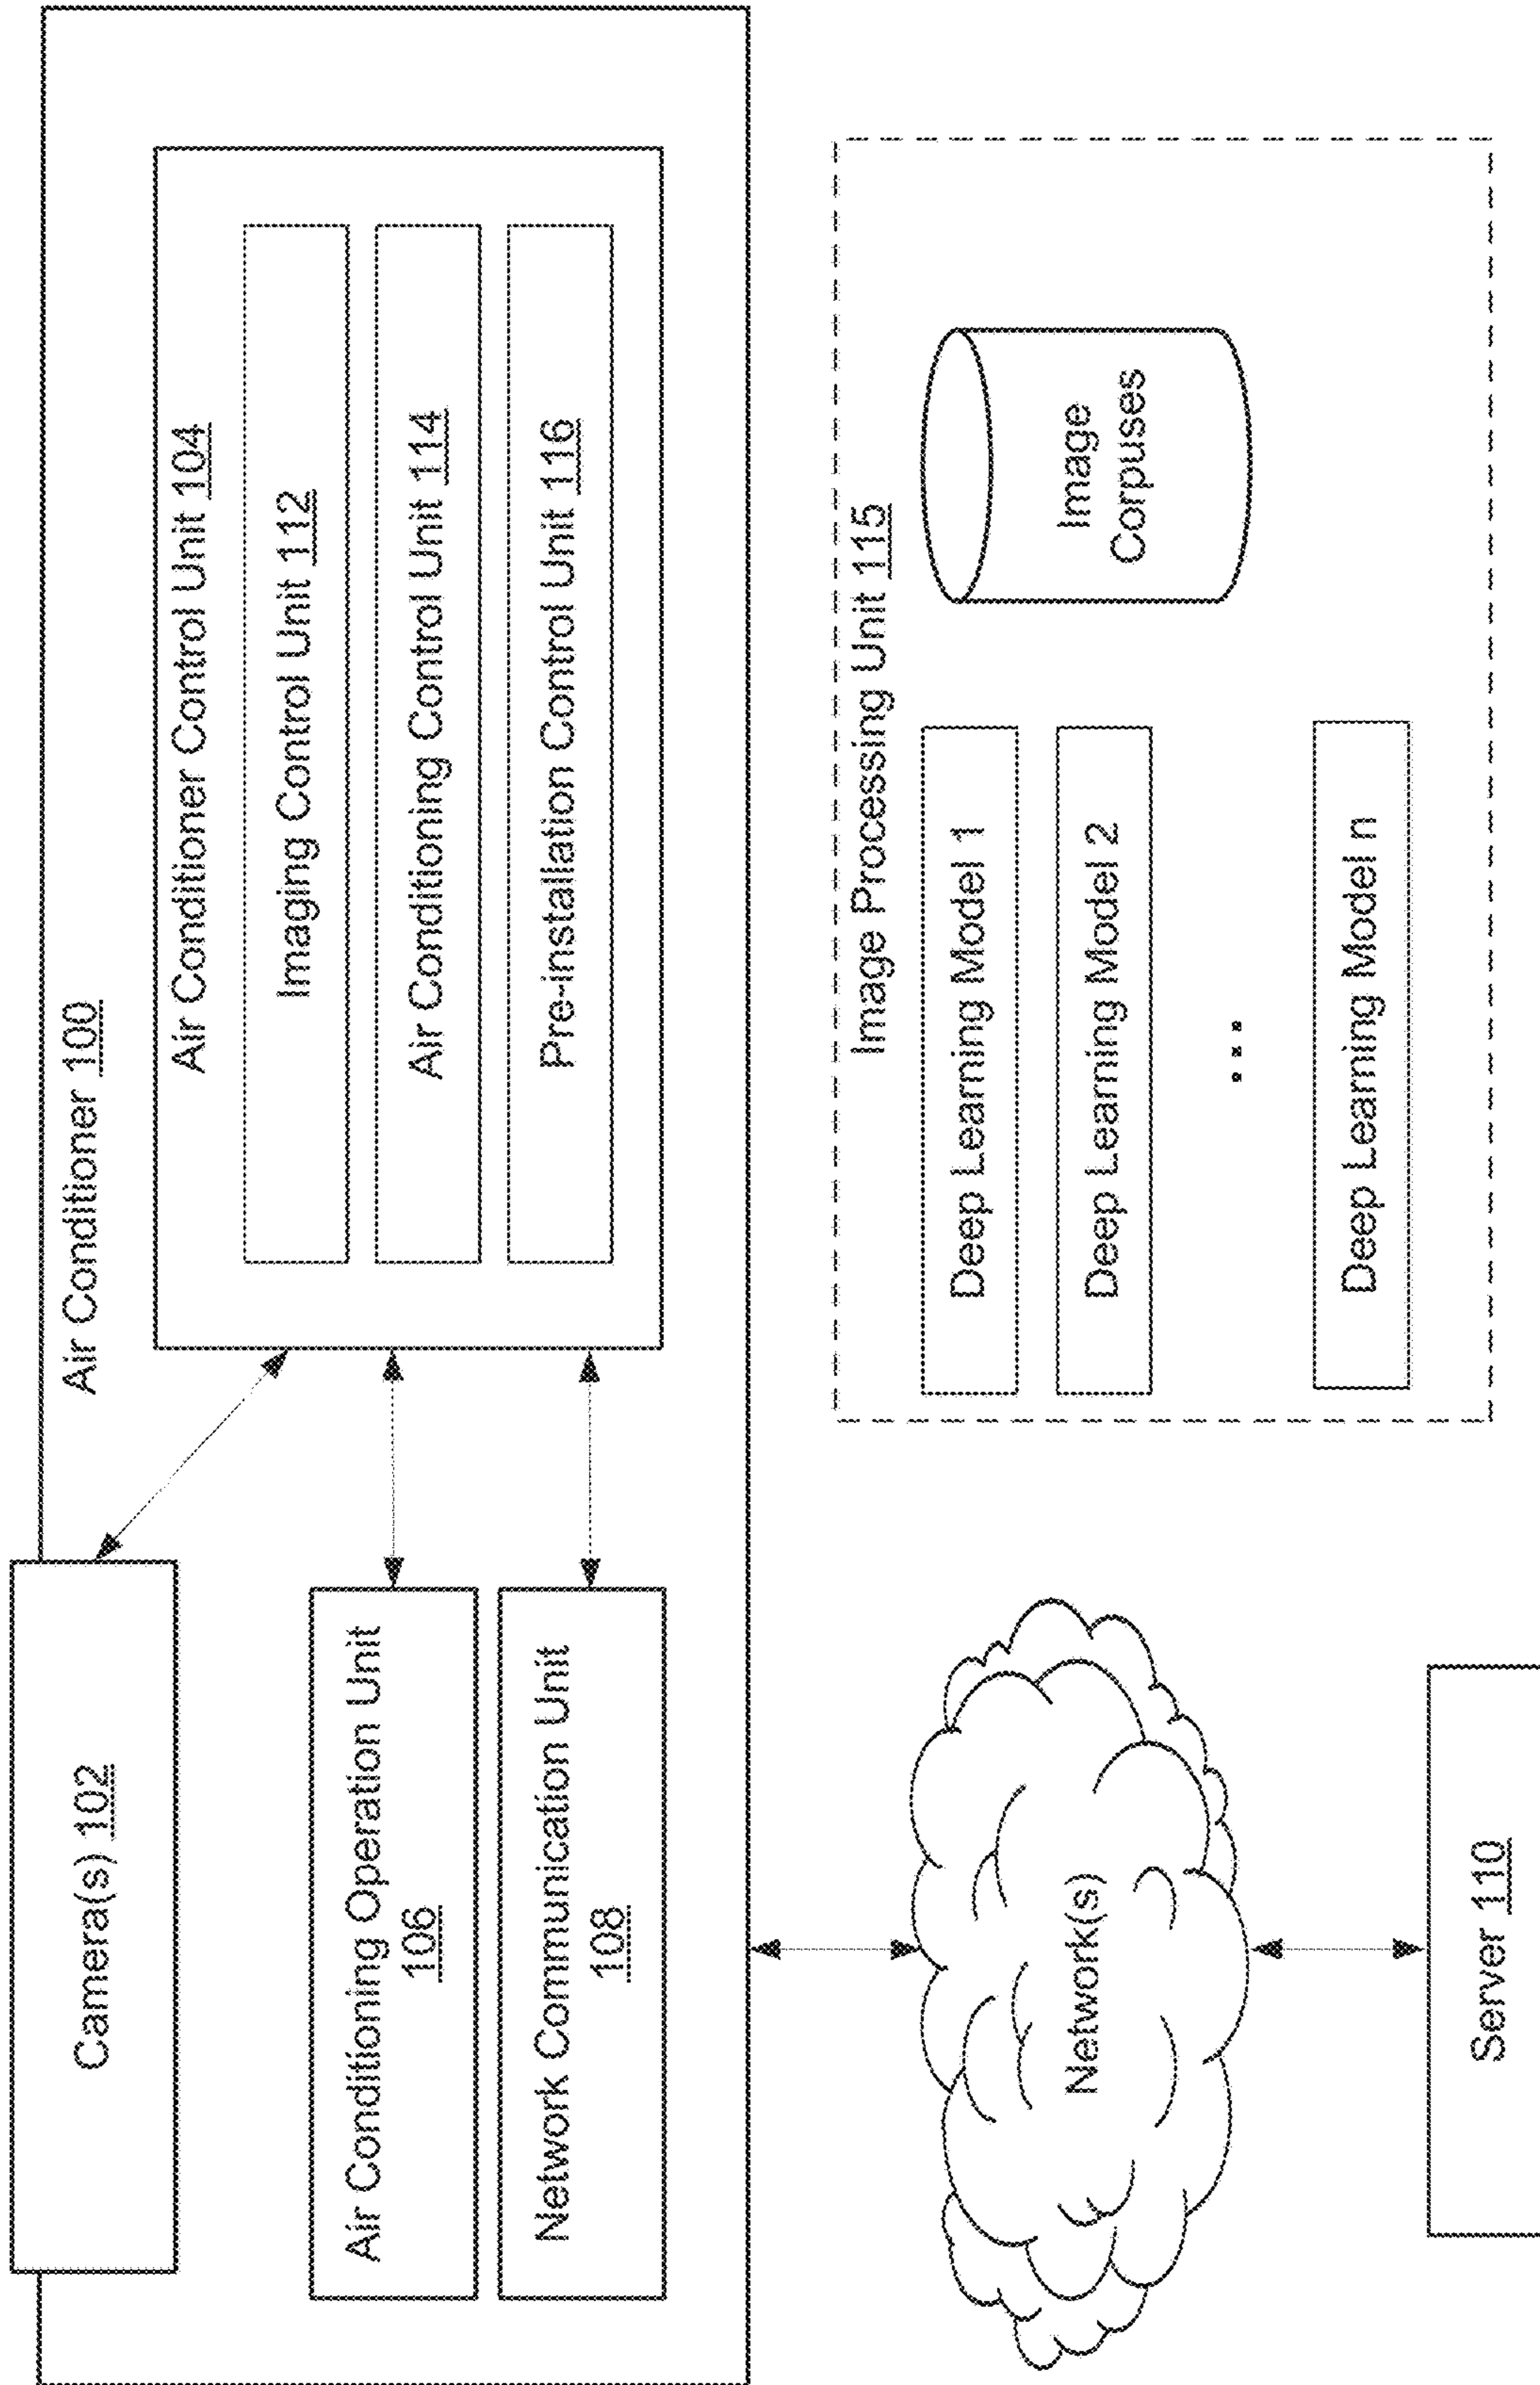 Air Conditioner 100
Camera(s) 102
Air Conditioning Operation Unit
106
Network Communication Unit
108
Air Conditioner Control Unit 104
Imaging Control Unit 112
Air Conditioning Control Unit 114
Pre-installation Control Unit 116
Network(s)
Server 110
Image Processing Unit 115
Deep Learning Model 1
Deep Learning Model 2
...
Deep Learning Model n
Image
Corpuses